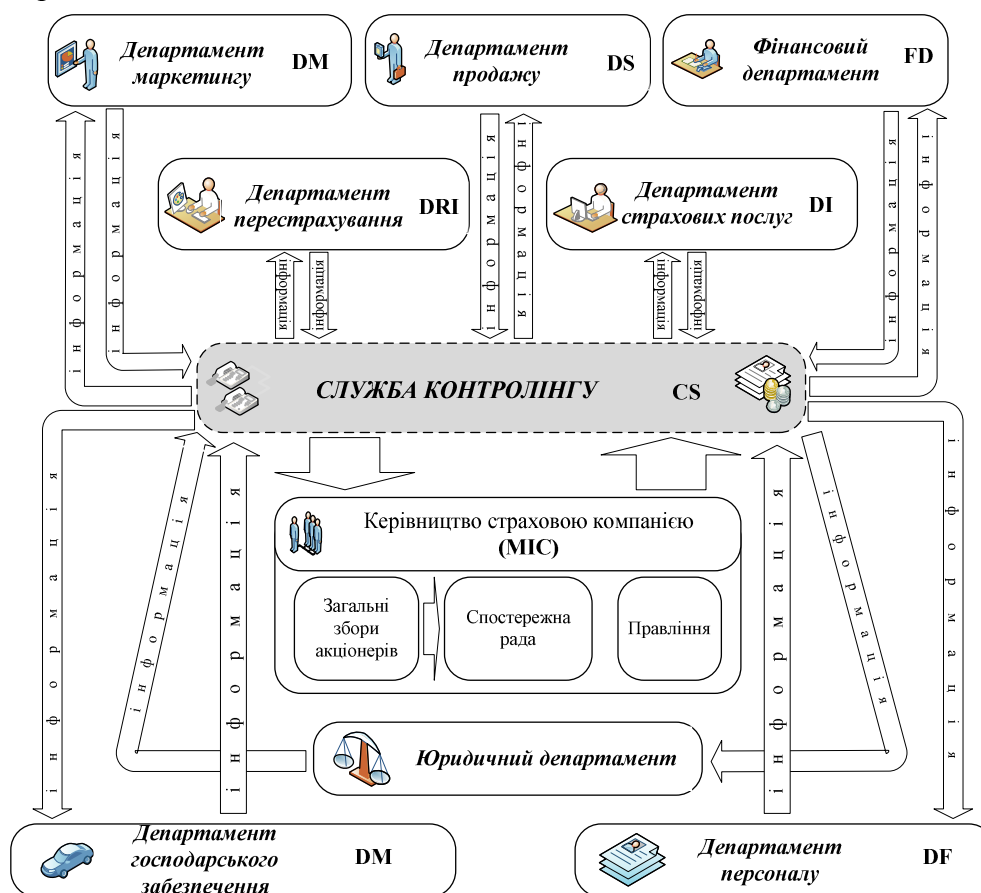 Департамент
маркетингу
DM
Департамент
продажу
DS
Фінансовий
департамент
FD
Департамент
перестрахування
DRI
Департамент
страхових послуг
DI
інформація
інформація
інформація
інформація
інформація
інформація
інформація
інформація
інформація
інформація
СЛУЖБА КОНТРОЛІНГУ
CS
Керівництво страховою компанією
(МІС)
Загальні
збори
акціонерів
Спостережна
рада
Правління
інформація
інформація
інформація
інформація
інформація
інформація
Юридичний департамент
Департамент
господарського
забезпечення
DM
Департамент
персоналу
DF